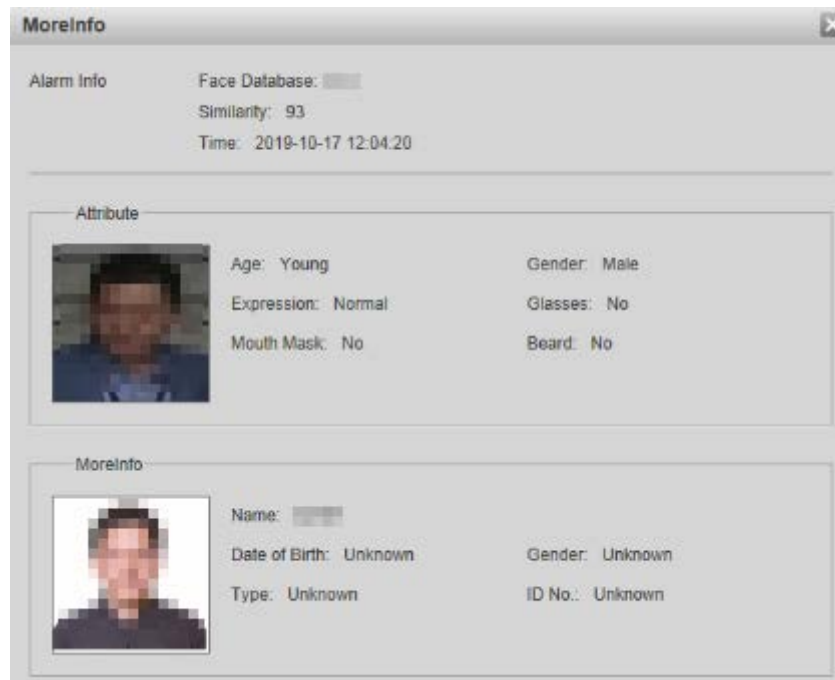 MoreInfo
Alarm Info
Face Database:
Similarity: 93
Time: 2019-10-17 12:04:20
Attribute
Age: Young Gender: Male
Expression: Normal Glasses: No
Mouth Mask: No Beard: No
MoreInfo
Name:
Date of Birth: Unknown Gender: Unknown
Type: Unknown ID No.: Unknown